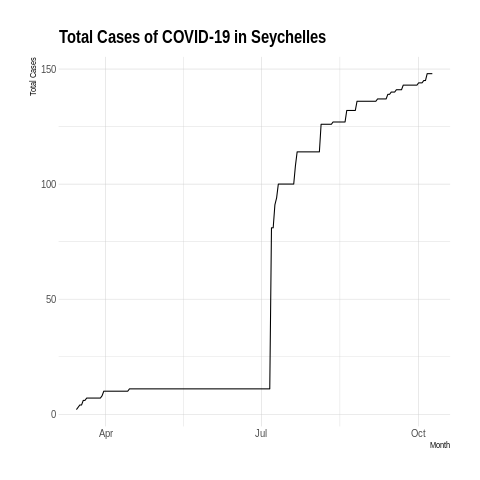 Total Cases of COVID-19 in Seychelles
Total Cases
150
100
50
0
Apr
Jul
Oct
Month